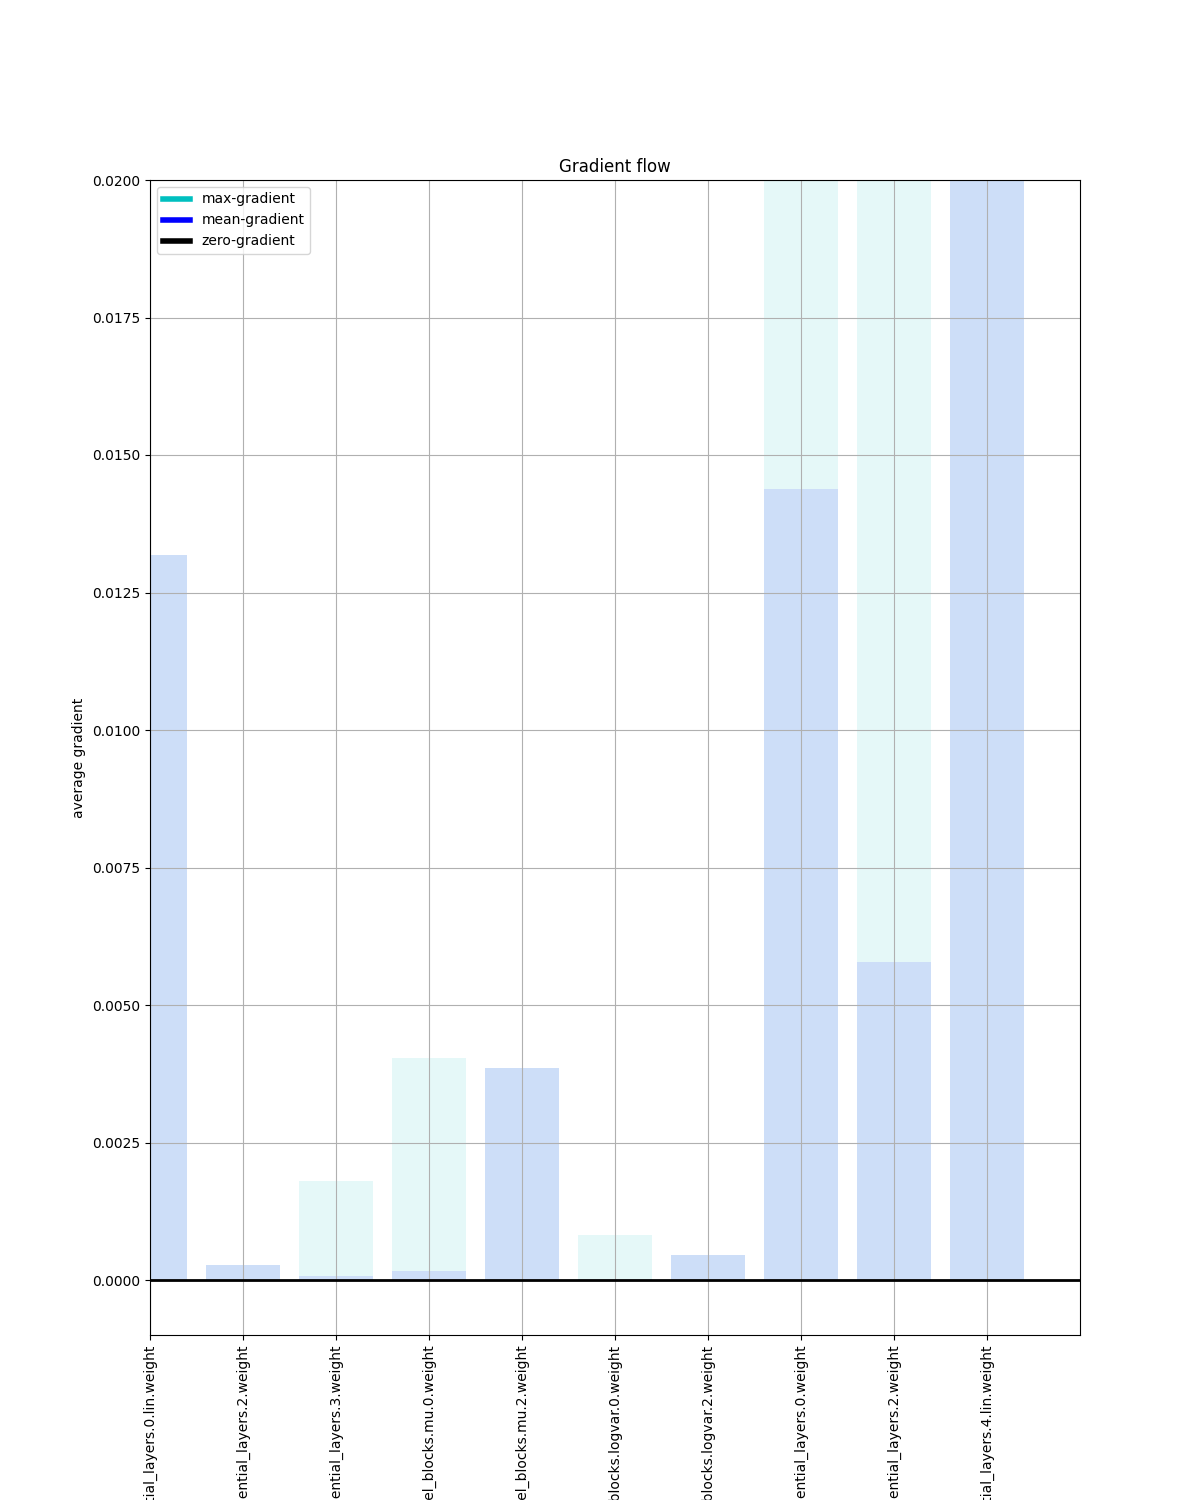 Gradient flow
max-gradient
mean-gradient
zero-gradient
0.0200
0.0175
0.0150
0.0125
0.0100
0.0075
0.0050
0.0025
0.0000
average gradient
tial_layers.0.lin.weight
ential_layers.2.weight
ential_layers.3.weight
el_blocks.mu.0.weight
el_blocks.mu.2.weight
blocks.logvar.0.weight
blocks.logvar.2.weight
ential_layers.0.weight
ential_layers.2.weight
tial_layers.4.lin.weight